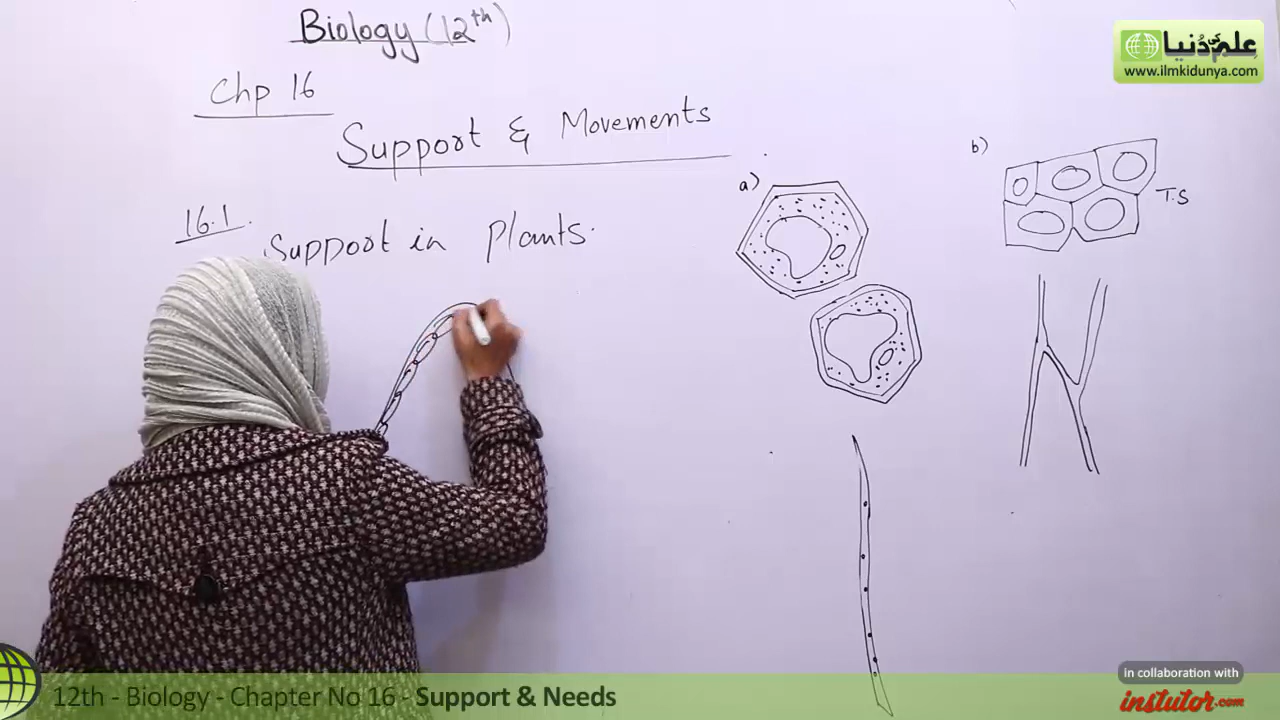 Biology (12th)
Chp 16
Support & Movements
16.1
Support in Plants.
a)
b)
T.S
علم کی دنیا
www.ilmkidunya.com
12th - Biology - Chapter No 16 - Support & Needs
in collaboration with
instutor.com